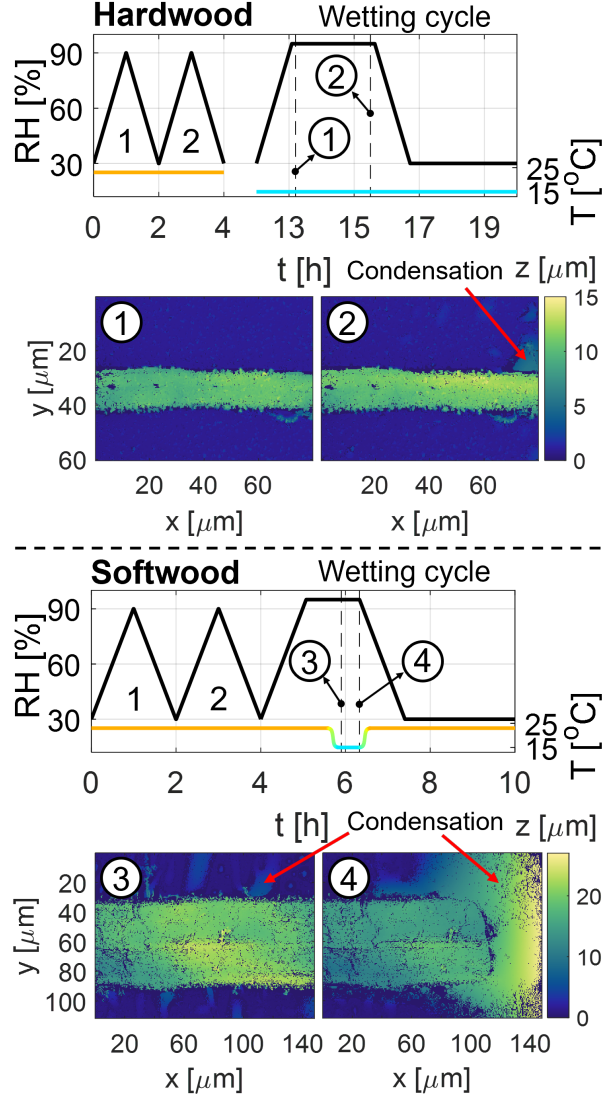 Hardwood Wetting cycle
90
60
30
RH [%]
1 2
2
1
25
15
T [°C]
0 2 4 13 15 17 19
t [h] Condensation z [μm]
1 2
15
10
5
0
20
40
60
y [μm]
20 40 60 20 40 60
x [μm] x [μm]
Softwood Wetting cycle
90
60
30
RH [%]
1 2
3 4
25
15
T [°C]
0 2 4 6 8 10
t [h] Condensation z [μm]
3 4
20
10
0
20
40
60
80
100
y [μm]
20 60 100 140 20 60 100 140
x [μm] x [μm]